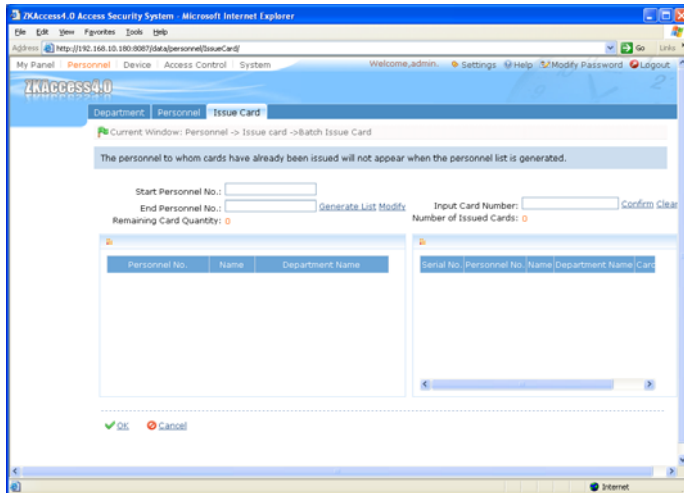 ZKAccess4.0 Access Security System - Microsoft Internet Explorer
File Edit View Favorites Tools Help
Address http://192.168.10.180:8087/data/personnel/IssueCard/ Go Links
My Panel Personnel Device Access Control System Welcome,admin. Settings Help Modify Password Logout
ZKAccess4.0
Department Personnel Issue Card
Current Window: Personnel -> Issue card ->Batch Issue Card
The personnel to whom cards have already been issued will not appear when the personnel list is generated.
Start Personnel No.:
End Personnel No.: Generate List Modify Input Card Number: Confirm Clear
Remaining Card Quantity: 0 Number of Issued Cards: 0
Personnel No. Name Department Name Serial No. Personnel No. Name Department Name Card
OK Cancel
Internet